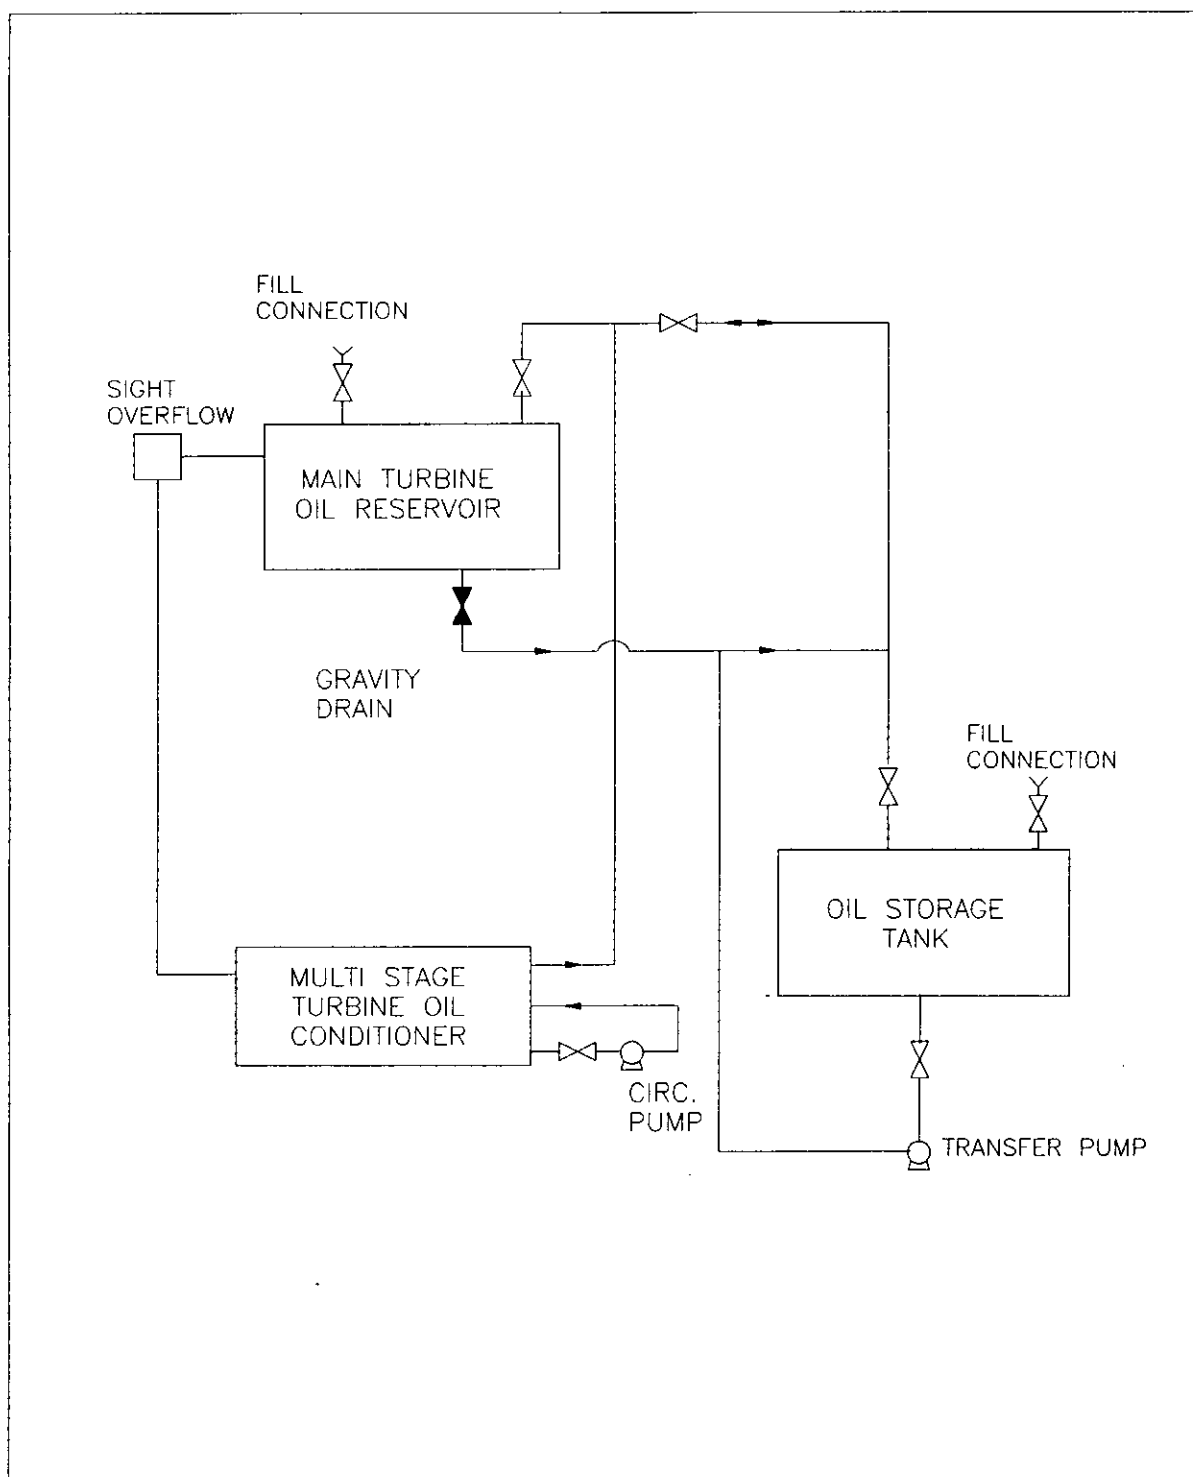 FILL
CONNECTION
SIGHT
OVERFLOW
MAIN TURBINE
OIL RESERVOIR
GRAVITY
DRAIN
FILL
CONNECTION
OIL STORAGE
TANK
MULTI STAGE
TURBINE OIL
CONDITIONER
CIRC.
PUMP
TRANSFER PUMP